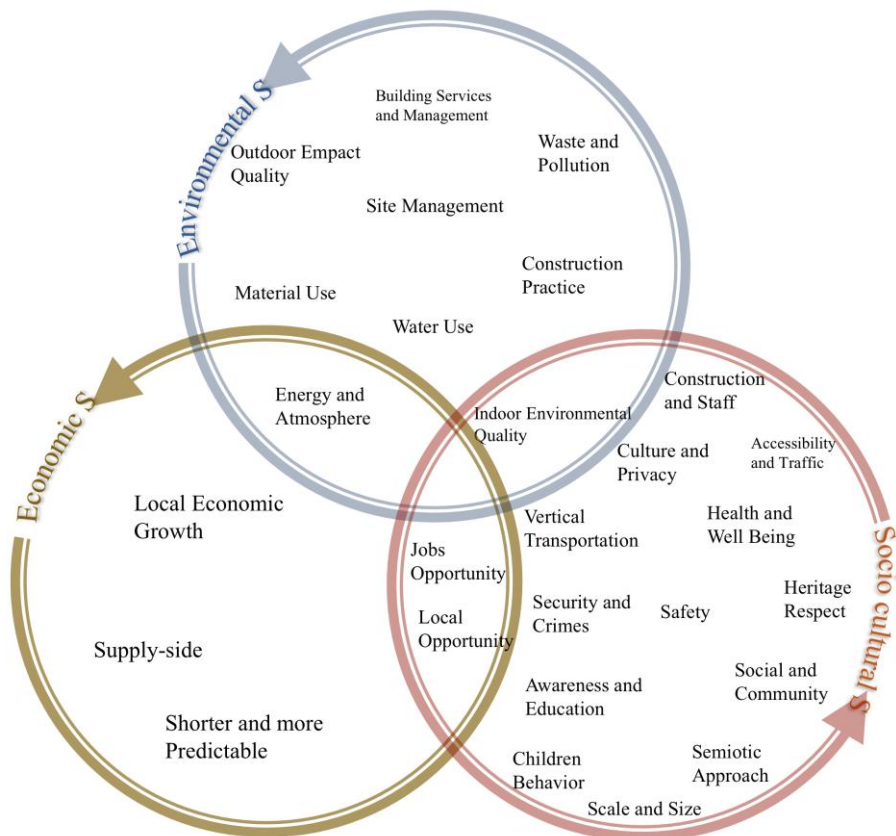 Environmental S
Building Services
and Management
Outdoor Empact
Quality
Waste and
Pollution
Site Management
Construction
Practice
Material Use
Water Use
Energy and
Atmosphere
Indoor Environmental
Quality
Economic S
Local Economic
Growth
Supply-side
Shorter and more
Predictable
Jobs
Opportunity
Local
Opportunity
Socio cultural S
Construction
and Staff
Culture and
Privacy
Accessibility
and Traffic
Vertical
Transportation
Health and
Well Being
Security and
Crimes
Safety
Heritage
Respect
Awareness and
Education
Social and
Community
Children
Behavior
Semiotic
Approach
Scale and Size